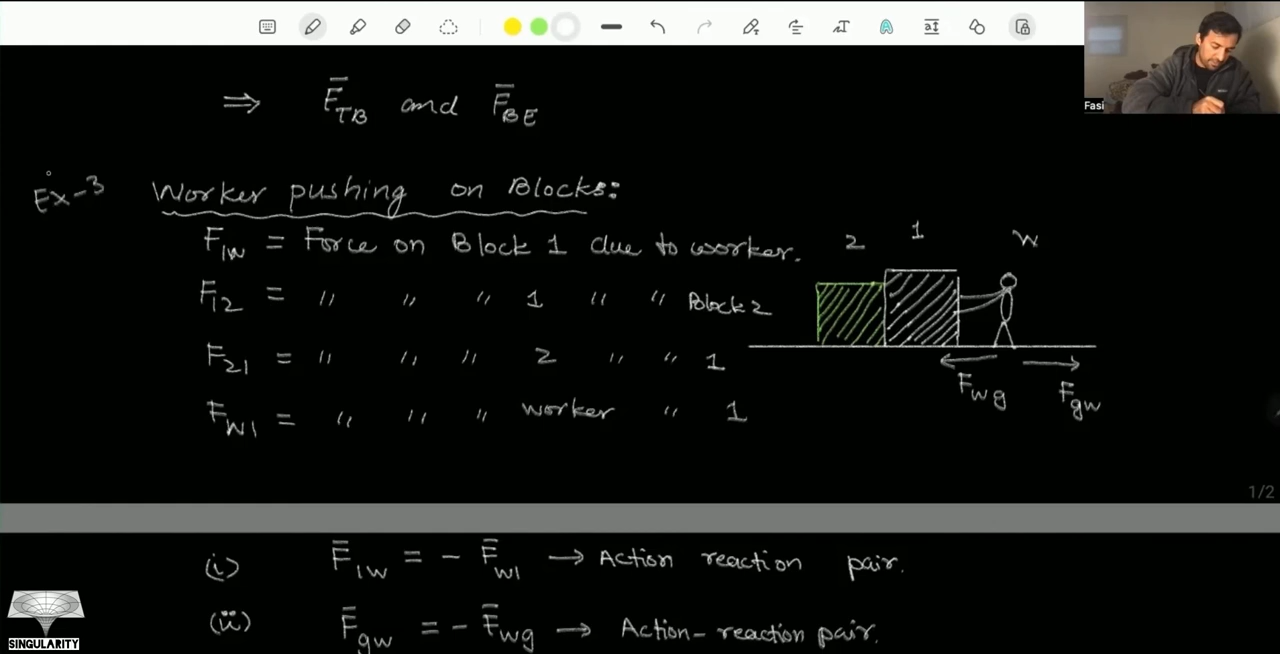 Fasi
⇒ F̅TB and F̅BE
Ex-3 Worker pushing on Blocks:
F1W = Force on Block 1 due to worker.
F12 = " " " 1 " " Block 2
F21 = " " " 2 " " 1
FW1 = " " " worker " 1
2 1 W
Fwg Fgw
1/2
(i) F̅1W = - F̅W1 → Action reaction pair.
(ii) F̅gw = - F̅wg → Action-reaction pair.
SINGULARITY